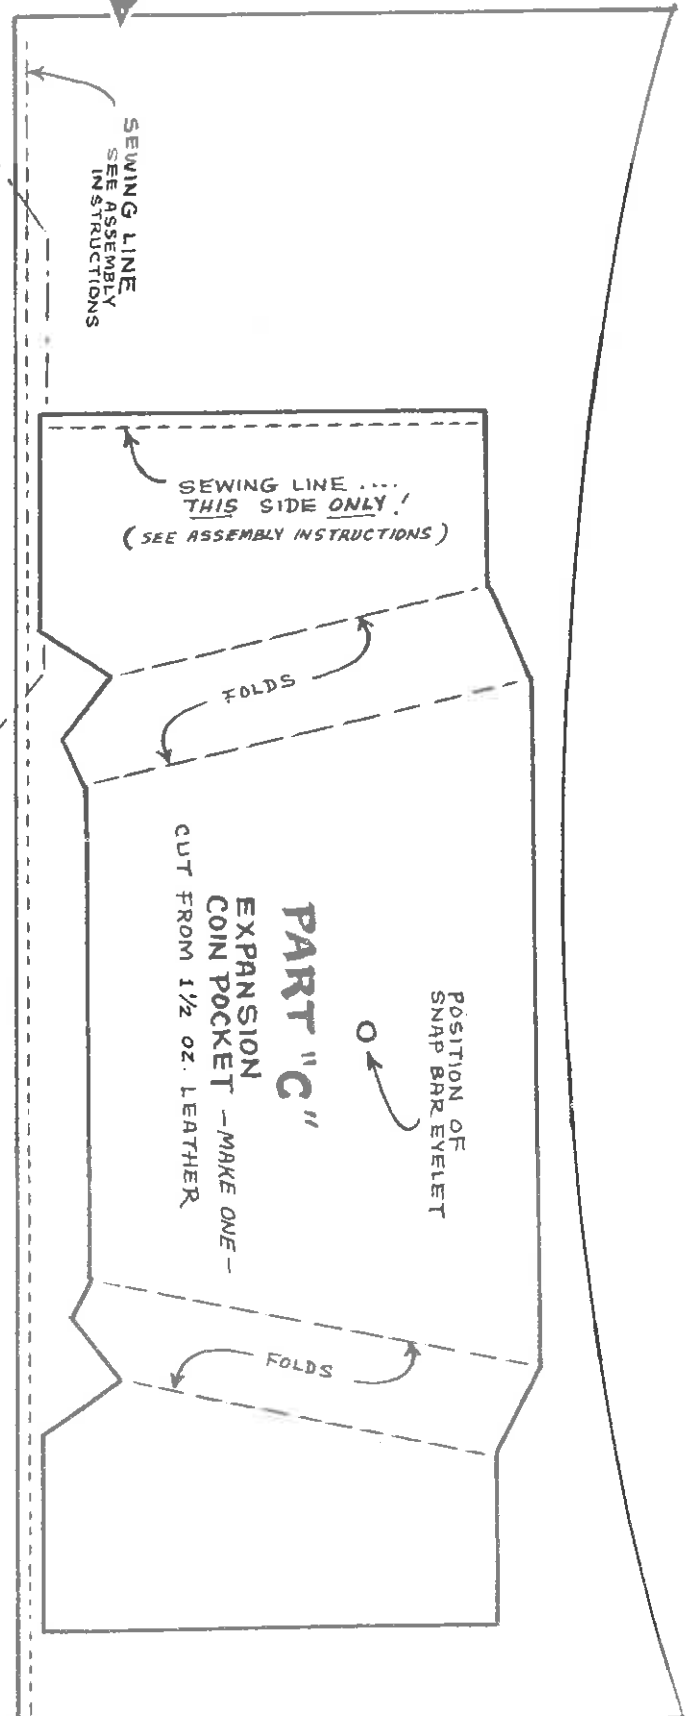 SEWING LINE
SEE ASSEMBLY
INSTRUCTIONS
SEWING LINE ....
THIS SIDE ONLY!
(SEE ASSEMBLY INSTRUCTIONS)
FOLDS
POSITION OF
SNAP BAR EYELET
PART "C"
EXPANSION
COIN POCKET -MAKE ONE-
CUT FROM 1½ OZ. LEATHER
FOLDS